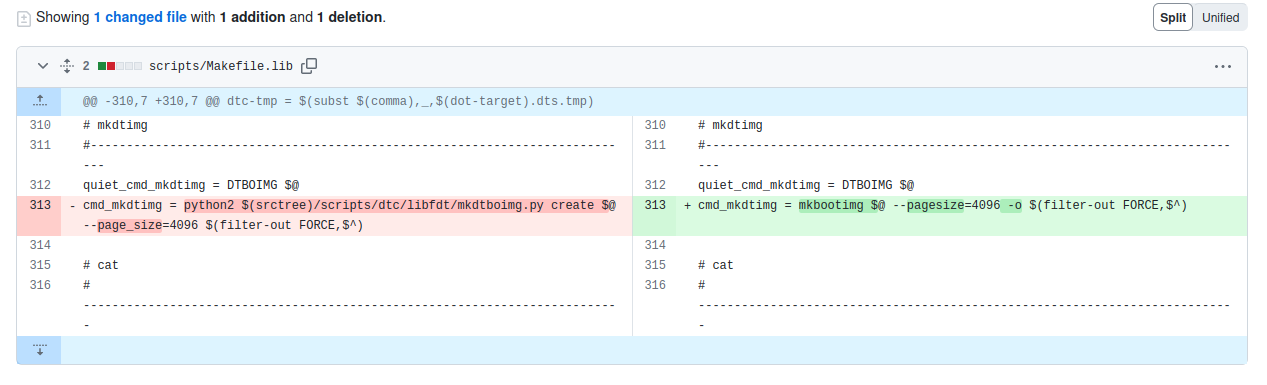 Showing 1 changed file with 1 addition and 1 deletion.
Split Unified
2 scripts/Makefile.lib
@@ -310,7 +310,7 @@ dtc-tmp = $(subst $(comma),_,$(dot-target).dts.tmp)
310 # mkdtimg
311 #-------------------------------------------------------------------------
---
312 quiet_cmd_mkdtimg = DTBOIMG $@
313 - cmd_mkdtimg = python2 $(srctree)/scripts/dtc/libfdt/mkdtboimg.py create $@
--page_size=4096 $(filter-out FORCE,$^)
314
315 # cat
316 #
--------------------------------------------------------------------------
-
310 # mkdtimg
311 #-------------------------------------------------------------------------
---
312 quiet_cmd_mkdtimg = DTBOIMG $@
313 + cmd_mkdtimg = mkbootimg $@ --pagesize=4096 -o $(filter-out FORCE,$^)
314
315 # cat
316 #
--------------------------------------------------------------------------
-